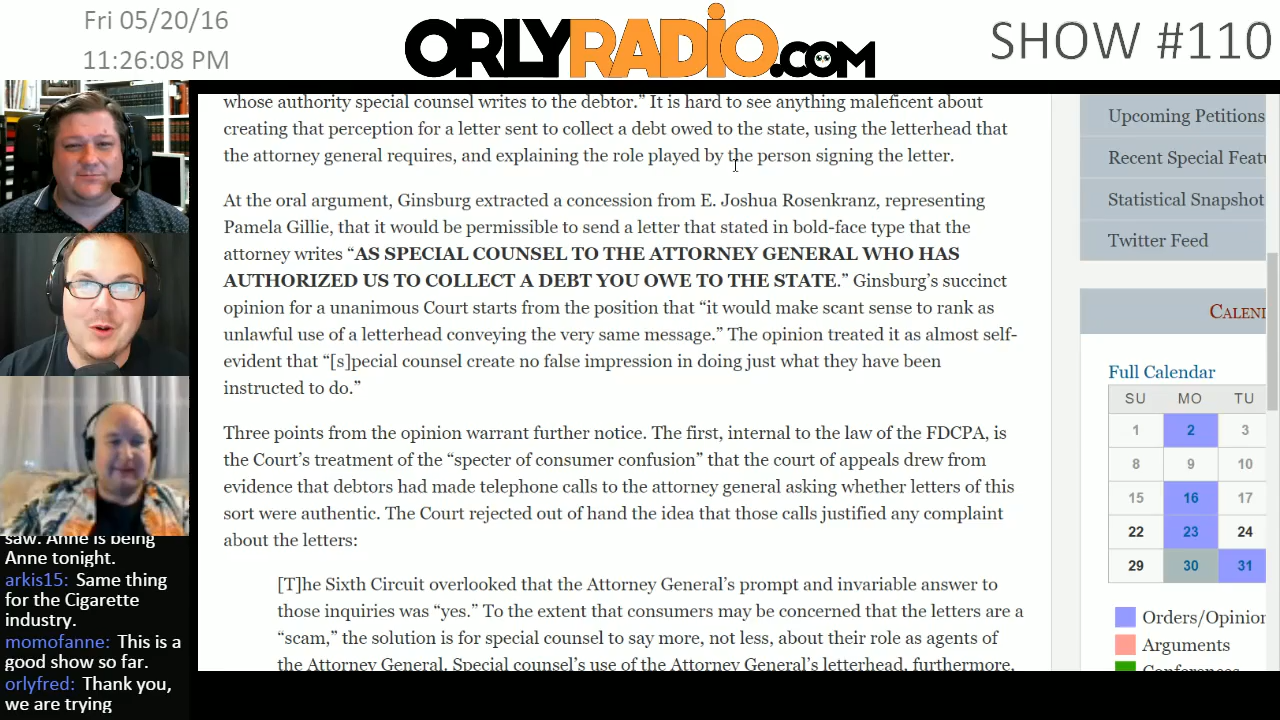 Fri 05/20/16
11:26:08 PM
ORLYRADIO.COM
SHOW #110
whose authority special counsel writes to the debtor.” It is hard to see anything maleficent about
creating that perception for a letter sent to collect a debt owed to the state, using the letterhead that
the attorney general requires, and explaining the role played by the person signing the letter.
At the oral argument, Ginsburg extracted a concession from E. Joshua Rosenkranz, representing
Pamela Gillie, that it would be permissible to send a letter that stated in bold-face type that the
attorney writes “AS SPECIAL COUNSEL TO THE ATTORNEY GENERAL WHO HAS
AUTHORIZED US TO COLLECT A DEBT YOU OWE TO THE STATE.” Ginsburg’s succinct
opinion for a unanimous Court starts from the position that “it would make scant sense to rank as
unlawful use of a letterhead conveying the very same message.” The opinion treated it as almost self-
evident that “[s]pecial counsel create no false impression in doing just what they have been
instructed to do.”
Three points from the opinion warrant further notice. The first, internal to the law of the FDCPA, is
the Court’s treatment of the “specter of consumer confusion” that the court of appeals drew from
evidence that debtors had made telephone calls to the attorney general asking whether letters of this
sort were authentic. The Court rejected out of hand the idea that those calls justified any complaint
about the letters:
[T]he Sixth Circuit overlooked that the Attorney General’s prompt and invariable answer to
those inquiries was “yes.” To the extent that consumers may be concerned that the letters are a
“scam,” the solution is for special counsel to say more, not less, about their role as agents of
the Attorney General. Special counsel’s use of the Attorney General’s letterhead, furthermore,
Upcoming Petitions
Recent Special Featu
Statistical Snapshot
Twitter Feed
CALEN
Full Calendar
SU MO TU
1 2 3
8 9 10
15 16 17
22 23 24
29 30 31
Orders/Opinion
Arguments
Conferences
saw. Anne is being
Anne tonight.
arkis15: Same thing
for the Cigarette
industry.
momofanne: This is a
good show so far.
orlyfred: Thank you,
we are trying